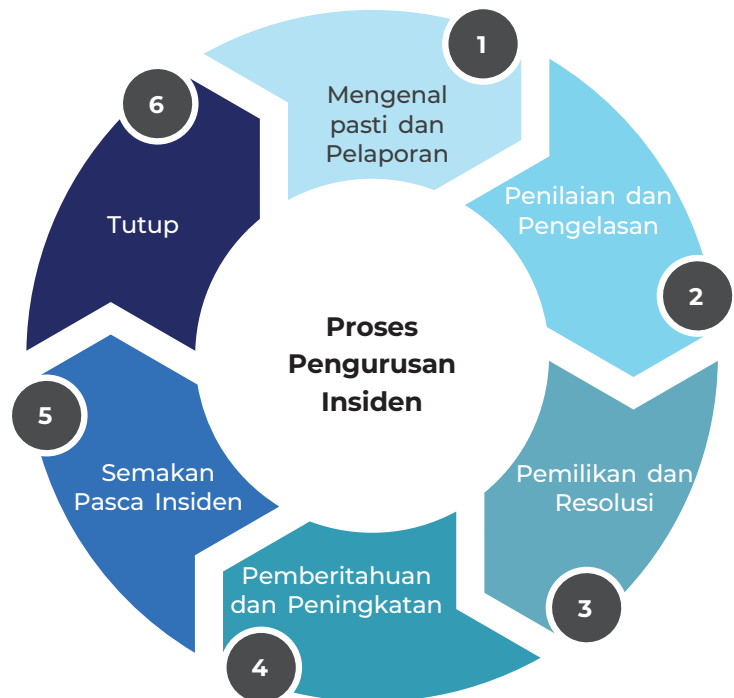 1
Mengenal
pasti dan
Pelaporan
2
Penilaian dan
Pengelasan
3
Pemilikan dan
Resolusi
4
Pemberitahuan
dan Peningkatan
5
Semakan
Pasca Insiden
6
Tutup
Proses
Pengurusan
Insiden